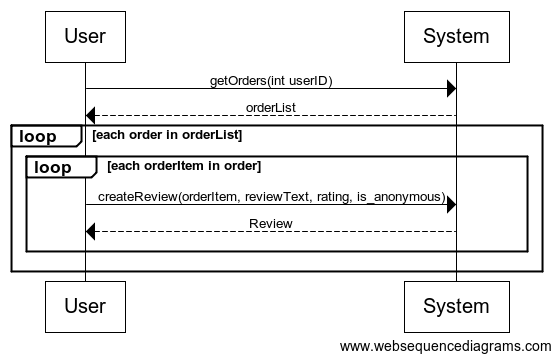 User System
getOrders(int userID)
orderList
loop [each order in orderList]
loop [each orderItem in order]
createReview(orderItem, reviewText, rating, is_anonymous)
Review
User System
www.websequencediagrams.com